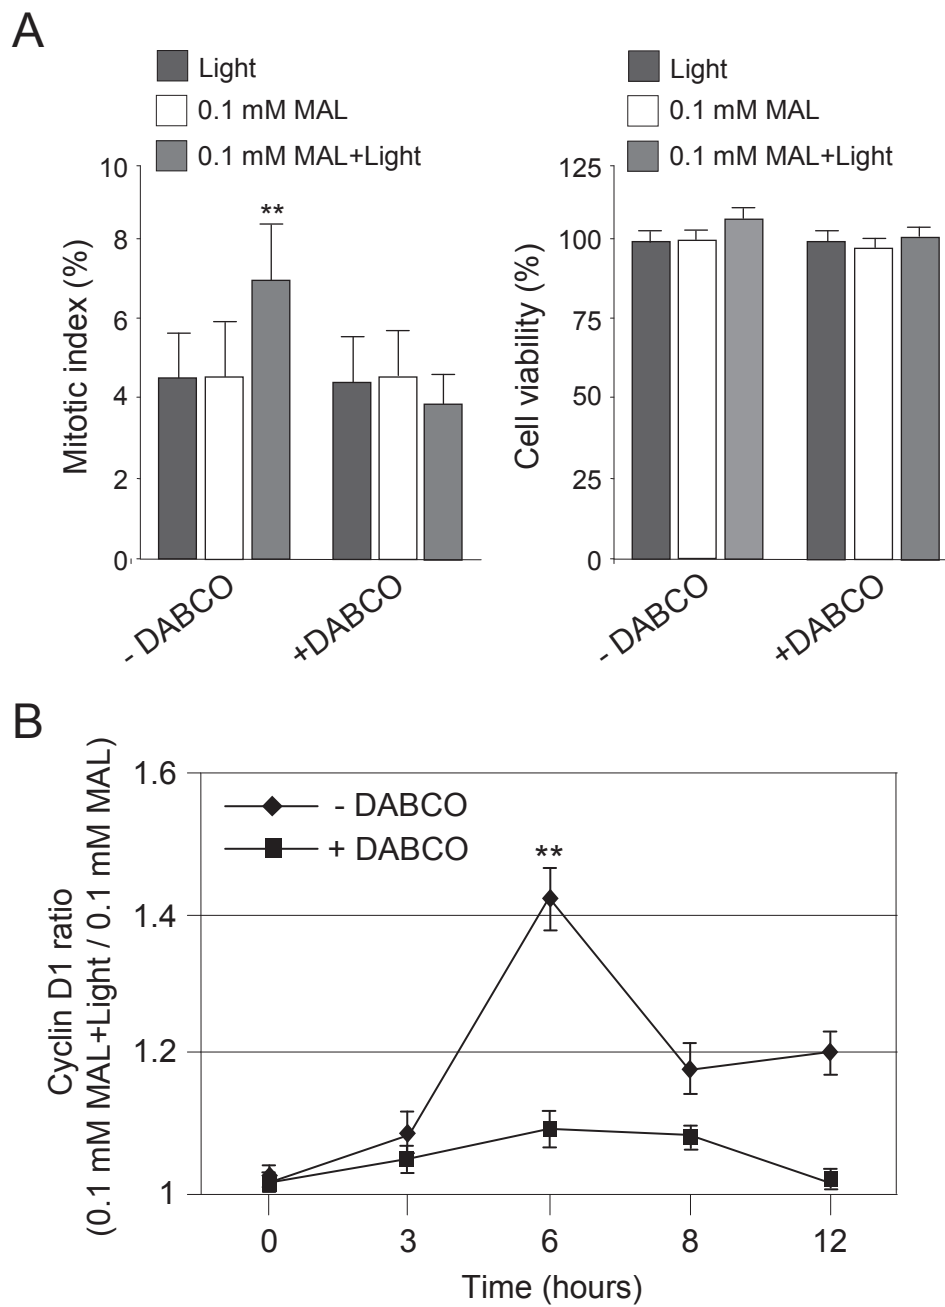 A
Light
0.1 mM MAL
0.1 mM MAL+Light
Mitotic index (%)
10
8
6
4
2
0
**
- DABCO
+DABCO
Light
0.1 mM MAL
0.1 mM MAL+Light
Cell viability (%)
125
100
75
50
25
0
- DABCO
+DABCO
B
Cyclin D1 ratio
(0.1 mM MAL+Light / 0.1 mM MAL)
1.6
1.4
1.2
1
- DABCO
+ DABCO
**
0 3 6 8 12
Time (hours)